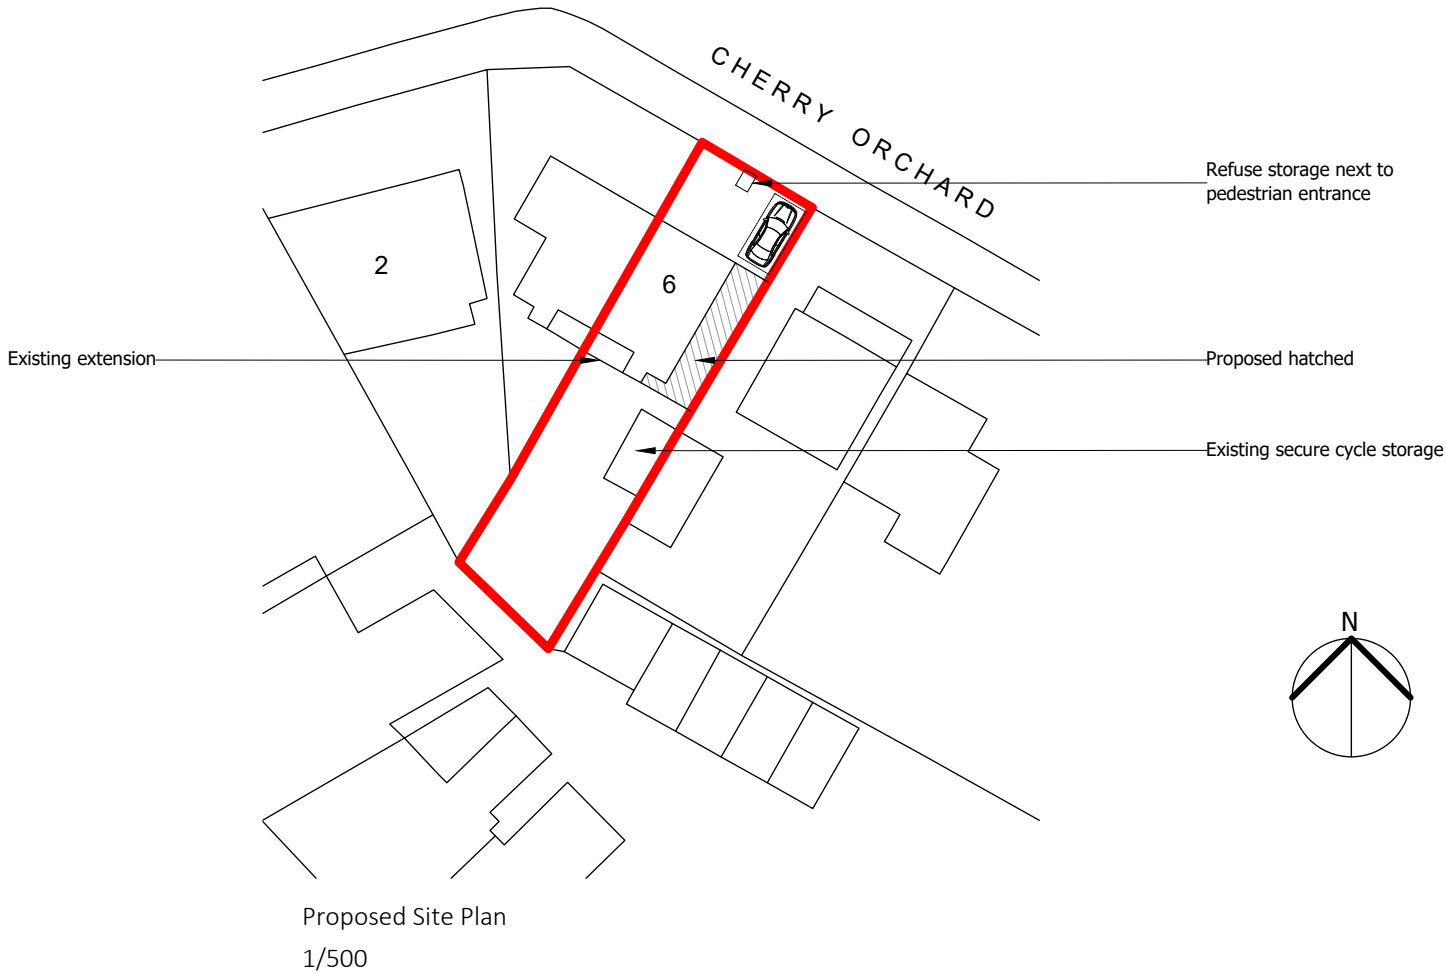 CHERRY ORCHARD
Refuse storage next to
pedestrian entrance
2
6
Existing extension
Proposed hatched
Existing secure cycle storage
N
Proposed Site Plan
1/500